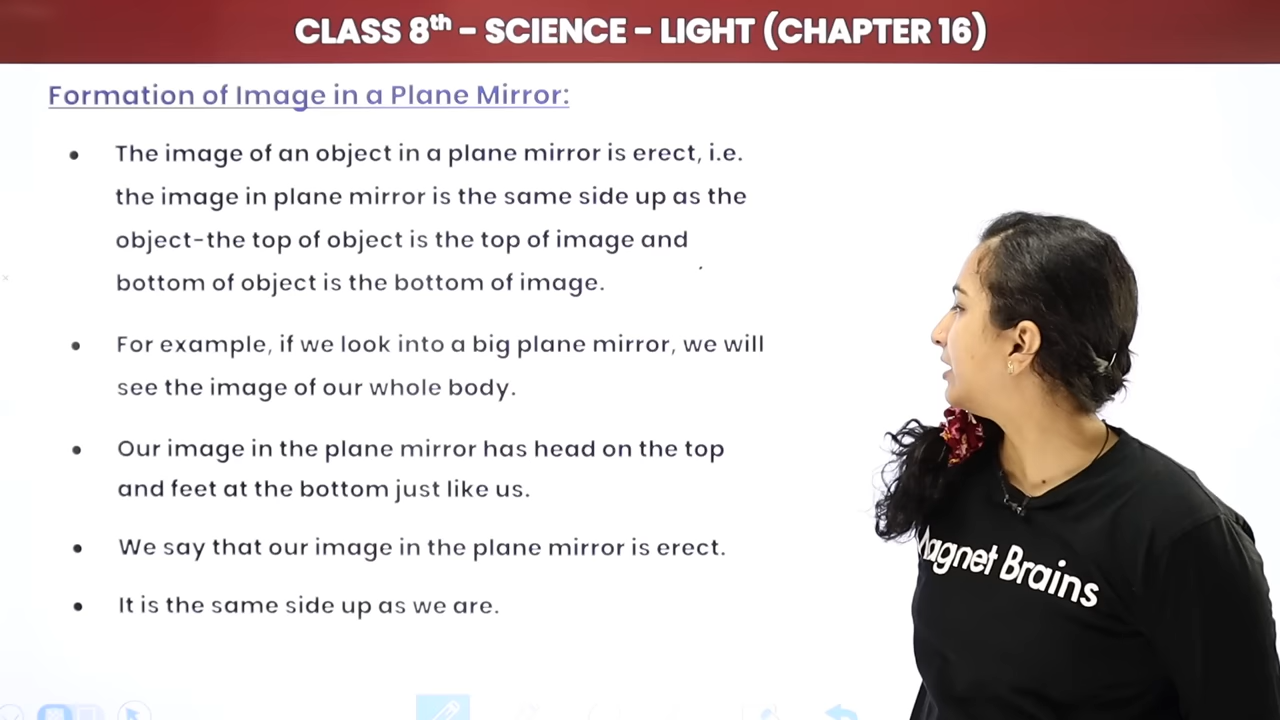 CLASS 8th - SCIENCE - LIGHT (CHAPTER 16)
Formation of Image in a Plane Mirror:
• The image of an object in a plane mirror is erect, i.e.
the image in plane mirror is the same side up as the
object-the top of object is the top of image and
bottom of object is the bottom of image.
• For example, if we look into a big plane mirror, we will
see the image of our whole body.
• Our image in the plane mirror has head on the top
and feet at the bottom just like us.
• We say that our image in the plane mirror is erect.
• It is the same side up as we are.
Magnet Brains